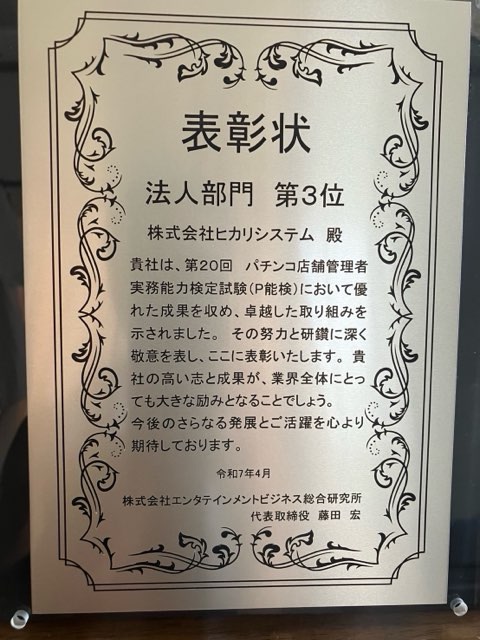 表彰状
法人部門 第3位
株式会社ヒカリシステム 殿
貴社は、第20回 パチンコ店舗管理者
実務能力検定試験(P能検)において優
れた成果を収め、卓越した取り組みを
示されました。 その努力と研鑽に深く
敬意を表し、ここに表彰いたします。 貴
社の高い志と成果が、業界全体にとっ
ても大きな励みとなることでしょう。
今後のさらなる発展とご活躍を心より
期待しております。
令和7年4月
株式会社エンタテインメントビジネス総合研究所
代表取締役 藤田 宏